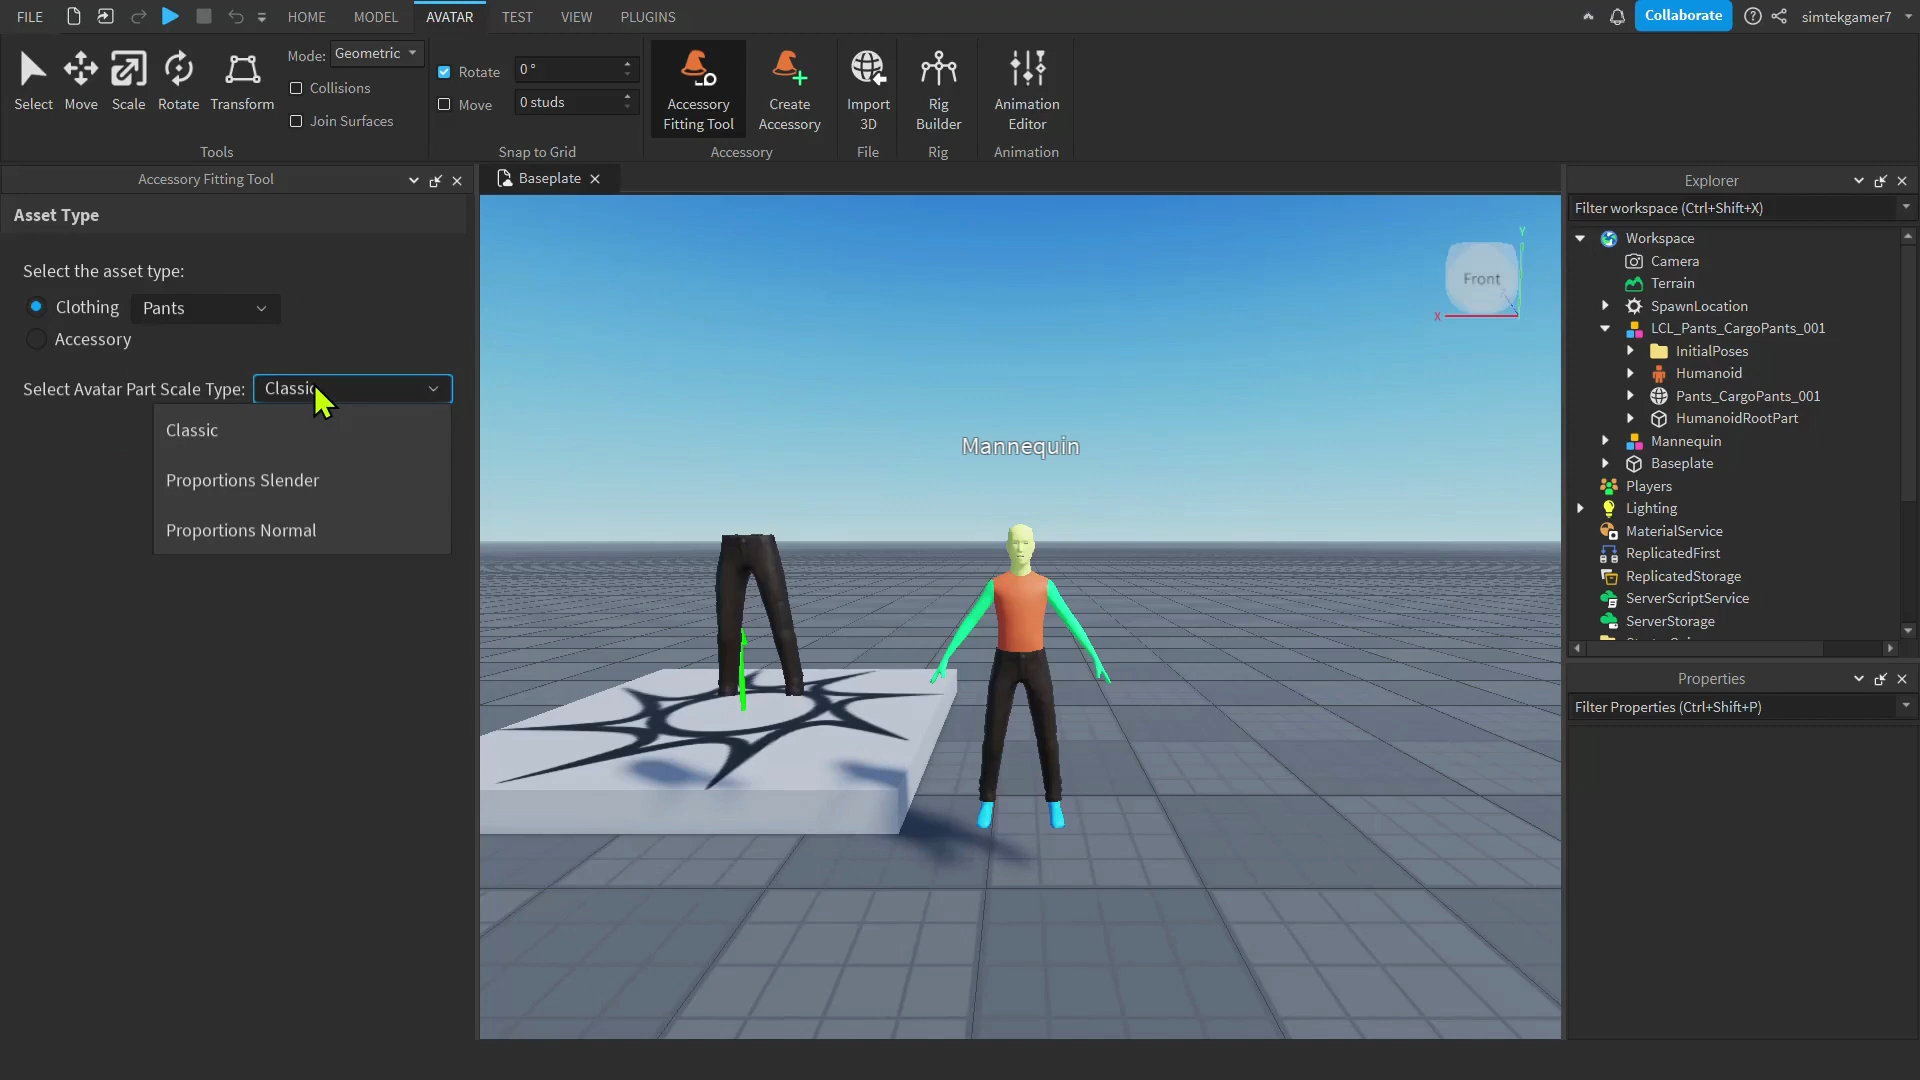 FILE HOME MODEL AVATAR TEST VIEW PLUGINS Collaborate simtekgamer7
Select Move Scale Rotate Transform
Mode: Geometric
Collisions
Join Surfaces
Tools
Rotate 0 °
Move 0 studs
Snap to Grid
Accessory Fitting Tool
Create Accessory
Accessory
Import 3D
File
Rig Builder
Rig
Animation Editor
Animation
Accessory Fitting Tool
Asset Type
Select the asset type:
Clothing Pants
Accessory
Select Avatar Part Scale Type: Classic
Classic
Proportions Slender
Proportions Normal
Baseplate
Y
Front
X
Mannequin
Explorer
Filter workspace (Ctrl+Shift+X)
Workspace
Camera
Terrain
SpawnLocation
LCL_Pants_CargoPants_001
InitialPoses
Humanoid
Pants_CargoPants_001
HumanoidRootPart
Mannequin
Baseplate
Players
Lighting
MaterialService
ReplicatedFirst
ReplicatedStorage
ServerScriptService
ServerStorage
Properties
Filter Properties (Ctrl+Shift+P)